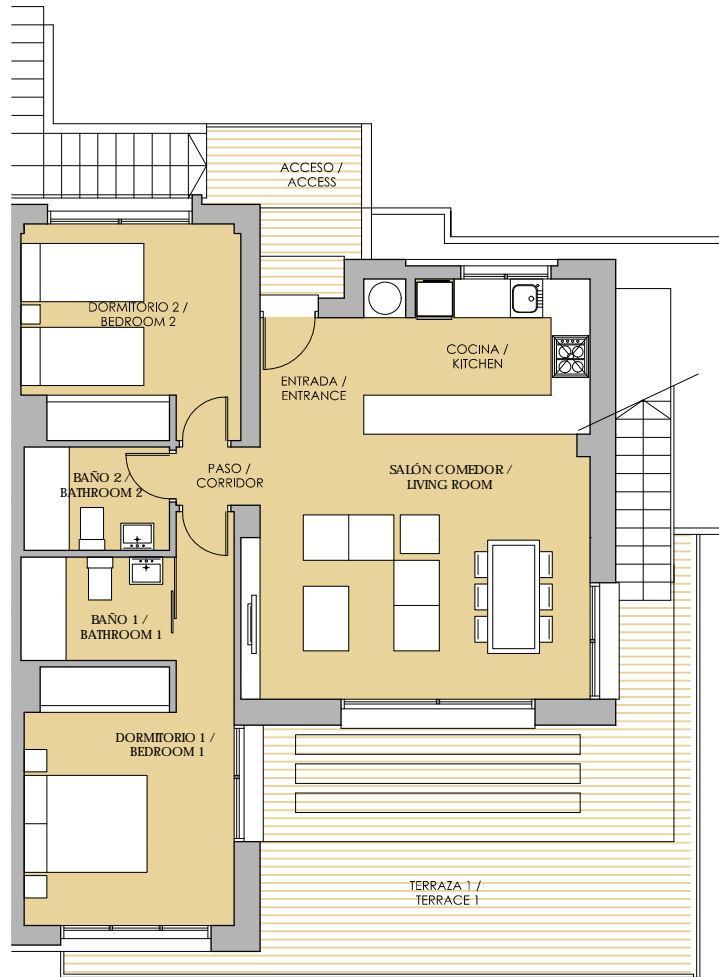 ACCESO /
ACCESS
DORMITORIO 2 /
BEDROOM 2
COCINA /
KITCHEN
ENTRADA /
ENTRANCE
BAÑO 2 /
BATHROOM 2
PASO /
CORRIDOR
SALÓN COMEDOR /
LIVING ROOM
BAÑO 1 /
BATHROOM 1
DORMITORIO 1 /
BEDROOM 1
TERRAZA 1 /
TERRACE 1